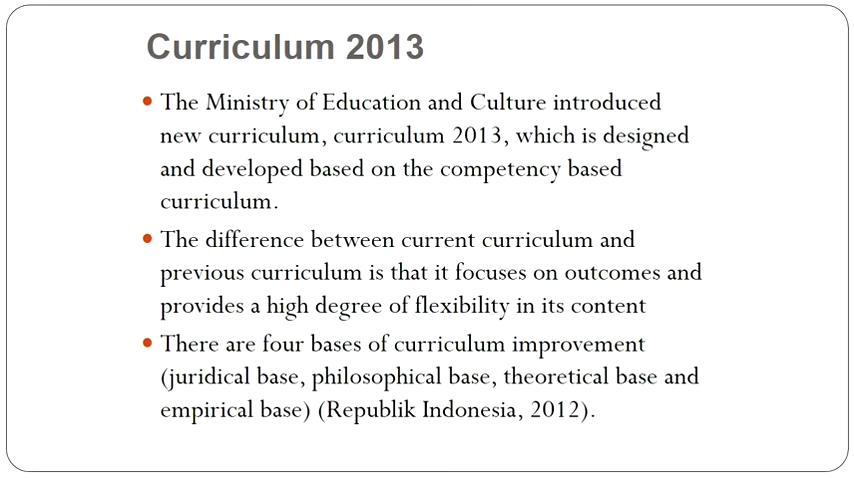 Curriculum 2013
• The Ministry of Education and Culture introduced
new curriculum, curriculum 2013, which is designed
and developed based on the competency based
curriculum.
• The difference between current curriculum and
previous curriculum is that it focuses on outcomes and
provides a high degree of flexibility in its content
• There are four bases of curriculum improvement
(juridical base, philosophical base, theoretical base and
empirical base) (Republik Indonesia, 2012).